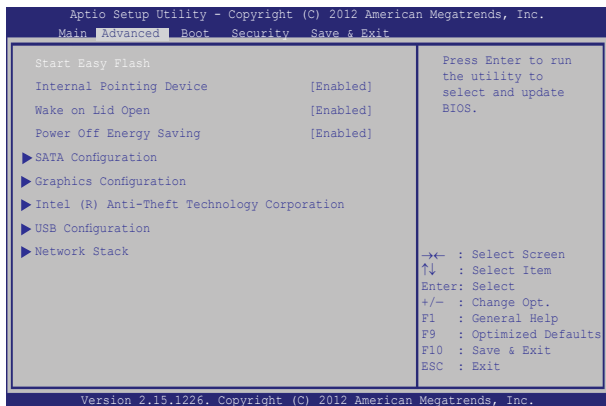 Aptio Setup Utility - Copyright (C) 2012 American Megatrends, Inc.
Main Advanced Boot Security Save & Exit
Start Easy Flash
Internal Pointing Device [Enabled]
Wake on Lid Open [Enabled]
Power Off Energy Saving [Enabled]
SATA Configuration
Graphics Configuration
Intel (R) Anti-Theft Technology Corporation
USB Configuration
Network Stack
Press Enter to run
the utility to
select and update
BIOS.
→← : Select Screen
↑↓ : Select Item
Enter: Select
+/— : Change Opt.
F1 : General Help
F9 : Optimized Defaults
F10 : Save & Exit
ESC : Exit
Version 2.15.1226. Copyright (C) 2012 American Megatrends, Inc.